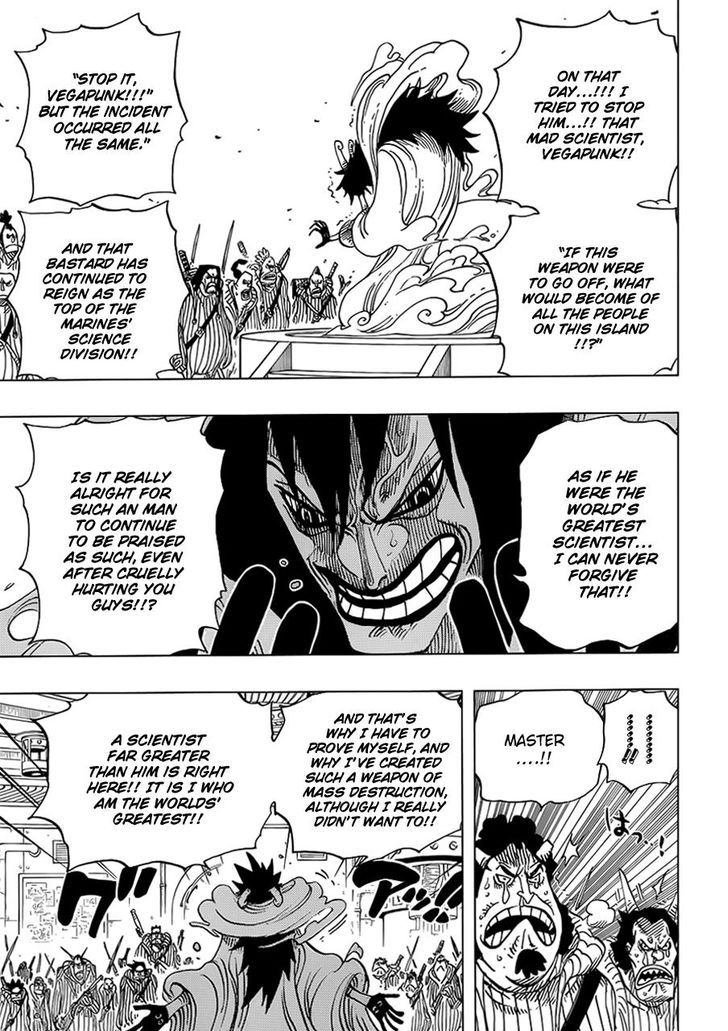 ON THAT
DAY...!!! I
TRIED TO STOP
HIM...!! THAT
MAD SCIENTIST,
VEGAPUNK!!
"IF THIS
WEAPON WERE
TO GO OFF, WHAT
WOULD BECOME OF
ALL THE PEOPLE
ON THIS ISLAND
!!?"
"STOP IT,
VEGAPUNK!!!"
BUT THE INCIDENT
OCCURRED ALL
THE SAME."
AND THAT
BASTARD HAS
CONTINUED TO
REIGN AS THE
TOP OF THE
MARINES'
SCIENCE
DIVISION!!
AS IF HE
WERE THE
WORLD'S
GREATEST
SCIENTIST...
I CAN NEVER
FORGIVE
THAT!!
IS IT REALLY
ALRIGHT FOR
SUCH AN MAN
TO CONTINUE
TO BE PRAISED
AS SUCH, EVEN
AFTER CRUELLY
HURTING YOU
GUYS!!?
!!
MASTER
....!!
はっ...!
AND THAT'S
WHY I HAVE TO
PROVE MYSELF, AND
WHY I'VE CREATED
SUCH A WEAPON OF
MASS DESTRUCTION,
ALTHOUGH I REALLY
DIDN'T WANT TO!!
A SCIENTIST
FAR GREATER
THAN HIM IS RIGHT
HERE!! IT IS I WHO
AM THE WORLDS'
GREATEST!!